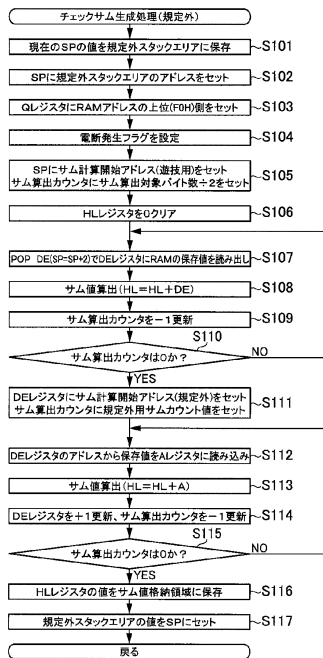 チェックサム生成処理(規定外)
現在のSPの値を規定外スタックエリアに保存
S101
SPに規定外スタックエリアのアドレスをセット
S102
QレジスタにRAMアドレスの上位(F0H)側をセット
S103
電断発生フラグを設定
S104
SPにサム計算開始アドレス(遊技用)をセット
サム算出カウンタにサム算出対象バイト数÷2をセット
S105
HLレジスタを0クリア
S106
POP DE(SP=SP+2)でDEレジスタにRAMの保存値を読み出し
S107
サム値算出(HL=HL+DE)
S108
サム算出カウンタを-1更新
S109
サム算出カウンタは0か?
S110
NO
YES
DEレジスタにサム計算開始アドレス(規定外)をセット
サム算出カウンタに規定外用サムカウント値をセット
S111
DEレジスタのアドレスから保存値をAレジスタに読み込み
S112
サム値算出(HL=HL+A)
S113
DEレジスタを+1更新、サム算出カウンタを-1更新
S114
サム算出カウンタは0か?
S115
NO
YES
HLレジスタの値をサム値格納領域に保存
S116
規定外スタックエリアの値をSPにセット
S117
戻る